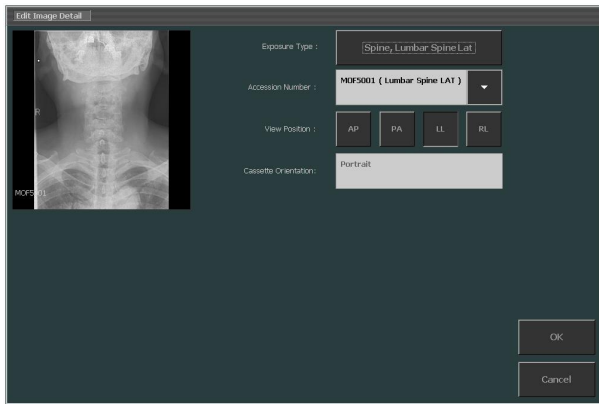 Edit Image Detail
Exposure Type :
Spine, Lumbar Spine Lat
Accession Number :
MOF5001 ( Lumbar Spine LAT )
View Position :
AP
PA
LL
RL
Cassette Orientation:
Portrait
R
MOF5001
OK
Cancel